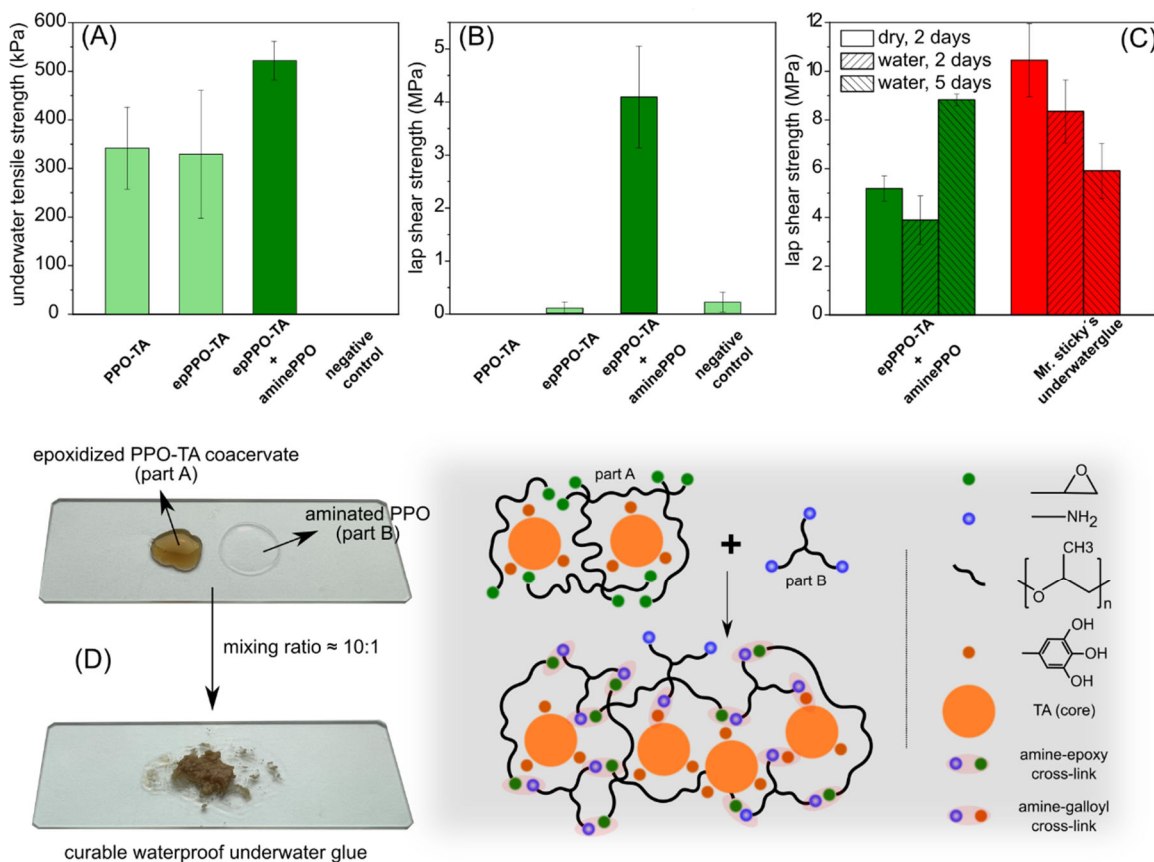 (A)
underwater tensile strength (kPa)
600
500
400
300
200
100
0
PPO-TA
epPPO-TA
epPPO-TA
+
aminePPO
negative
control
(B)
lap shear strength (MPa)
5
4
3
2
1
0
PPO-TA
epPPO-TA
epPPO-TA
+
aminePPO
negative
control
(C)
lap shear strength (MPa)
12
10
8
6
4
2
0
dry, 2 days
water, 2 days
water, 5 days
epPPO-TA
+
aminePPO
Mr. sticky´s
underwaterglue
epoxidized PPO-TA coacervate
(part A)
aminated PPO
(part B)
(D)
mixing ratio ≈ 10:1
curable waterproof underwater glue
part A
+
part B
O
NH2
CH3
O
n
OH
OH
HO
TA (core)
amine-epoxy
cross-link
amine-galloyl
cross-link